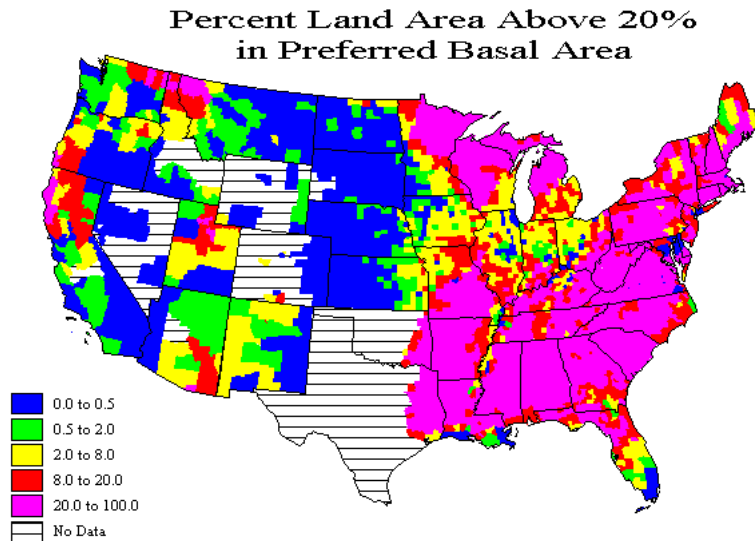 Percent Land Area Above 20%
in Preferred Basal Area
0.0 to 0.5
0.5 to 2.0
2.0 to 8.0
8.0 to 20.0
20.0 to 100.0
No Data